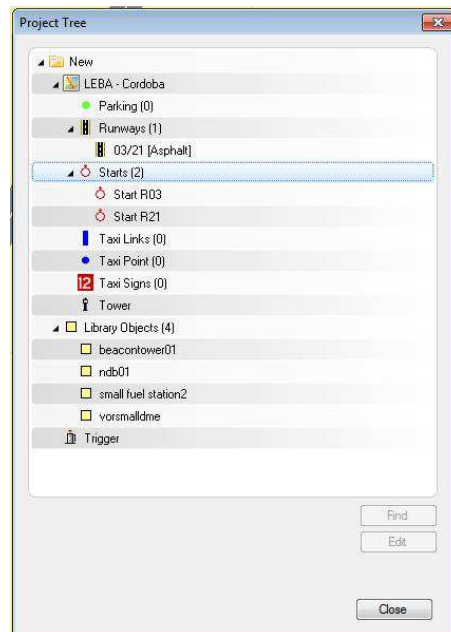 Project Tree
New
LEBA - Cordoba
Parking (0)
Runways (1)
03/21 [Asphalt]
Starts (2)
Start R03
Start R21
Taxi Links (0)
Taxi Point (0)
12 Taxi Signs (0)
Tower
Library Objects (4)
beacontower01
ndb01
small fuel station2
vorsmalldme
Trigger
Find
Edit
Close